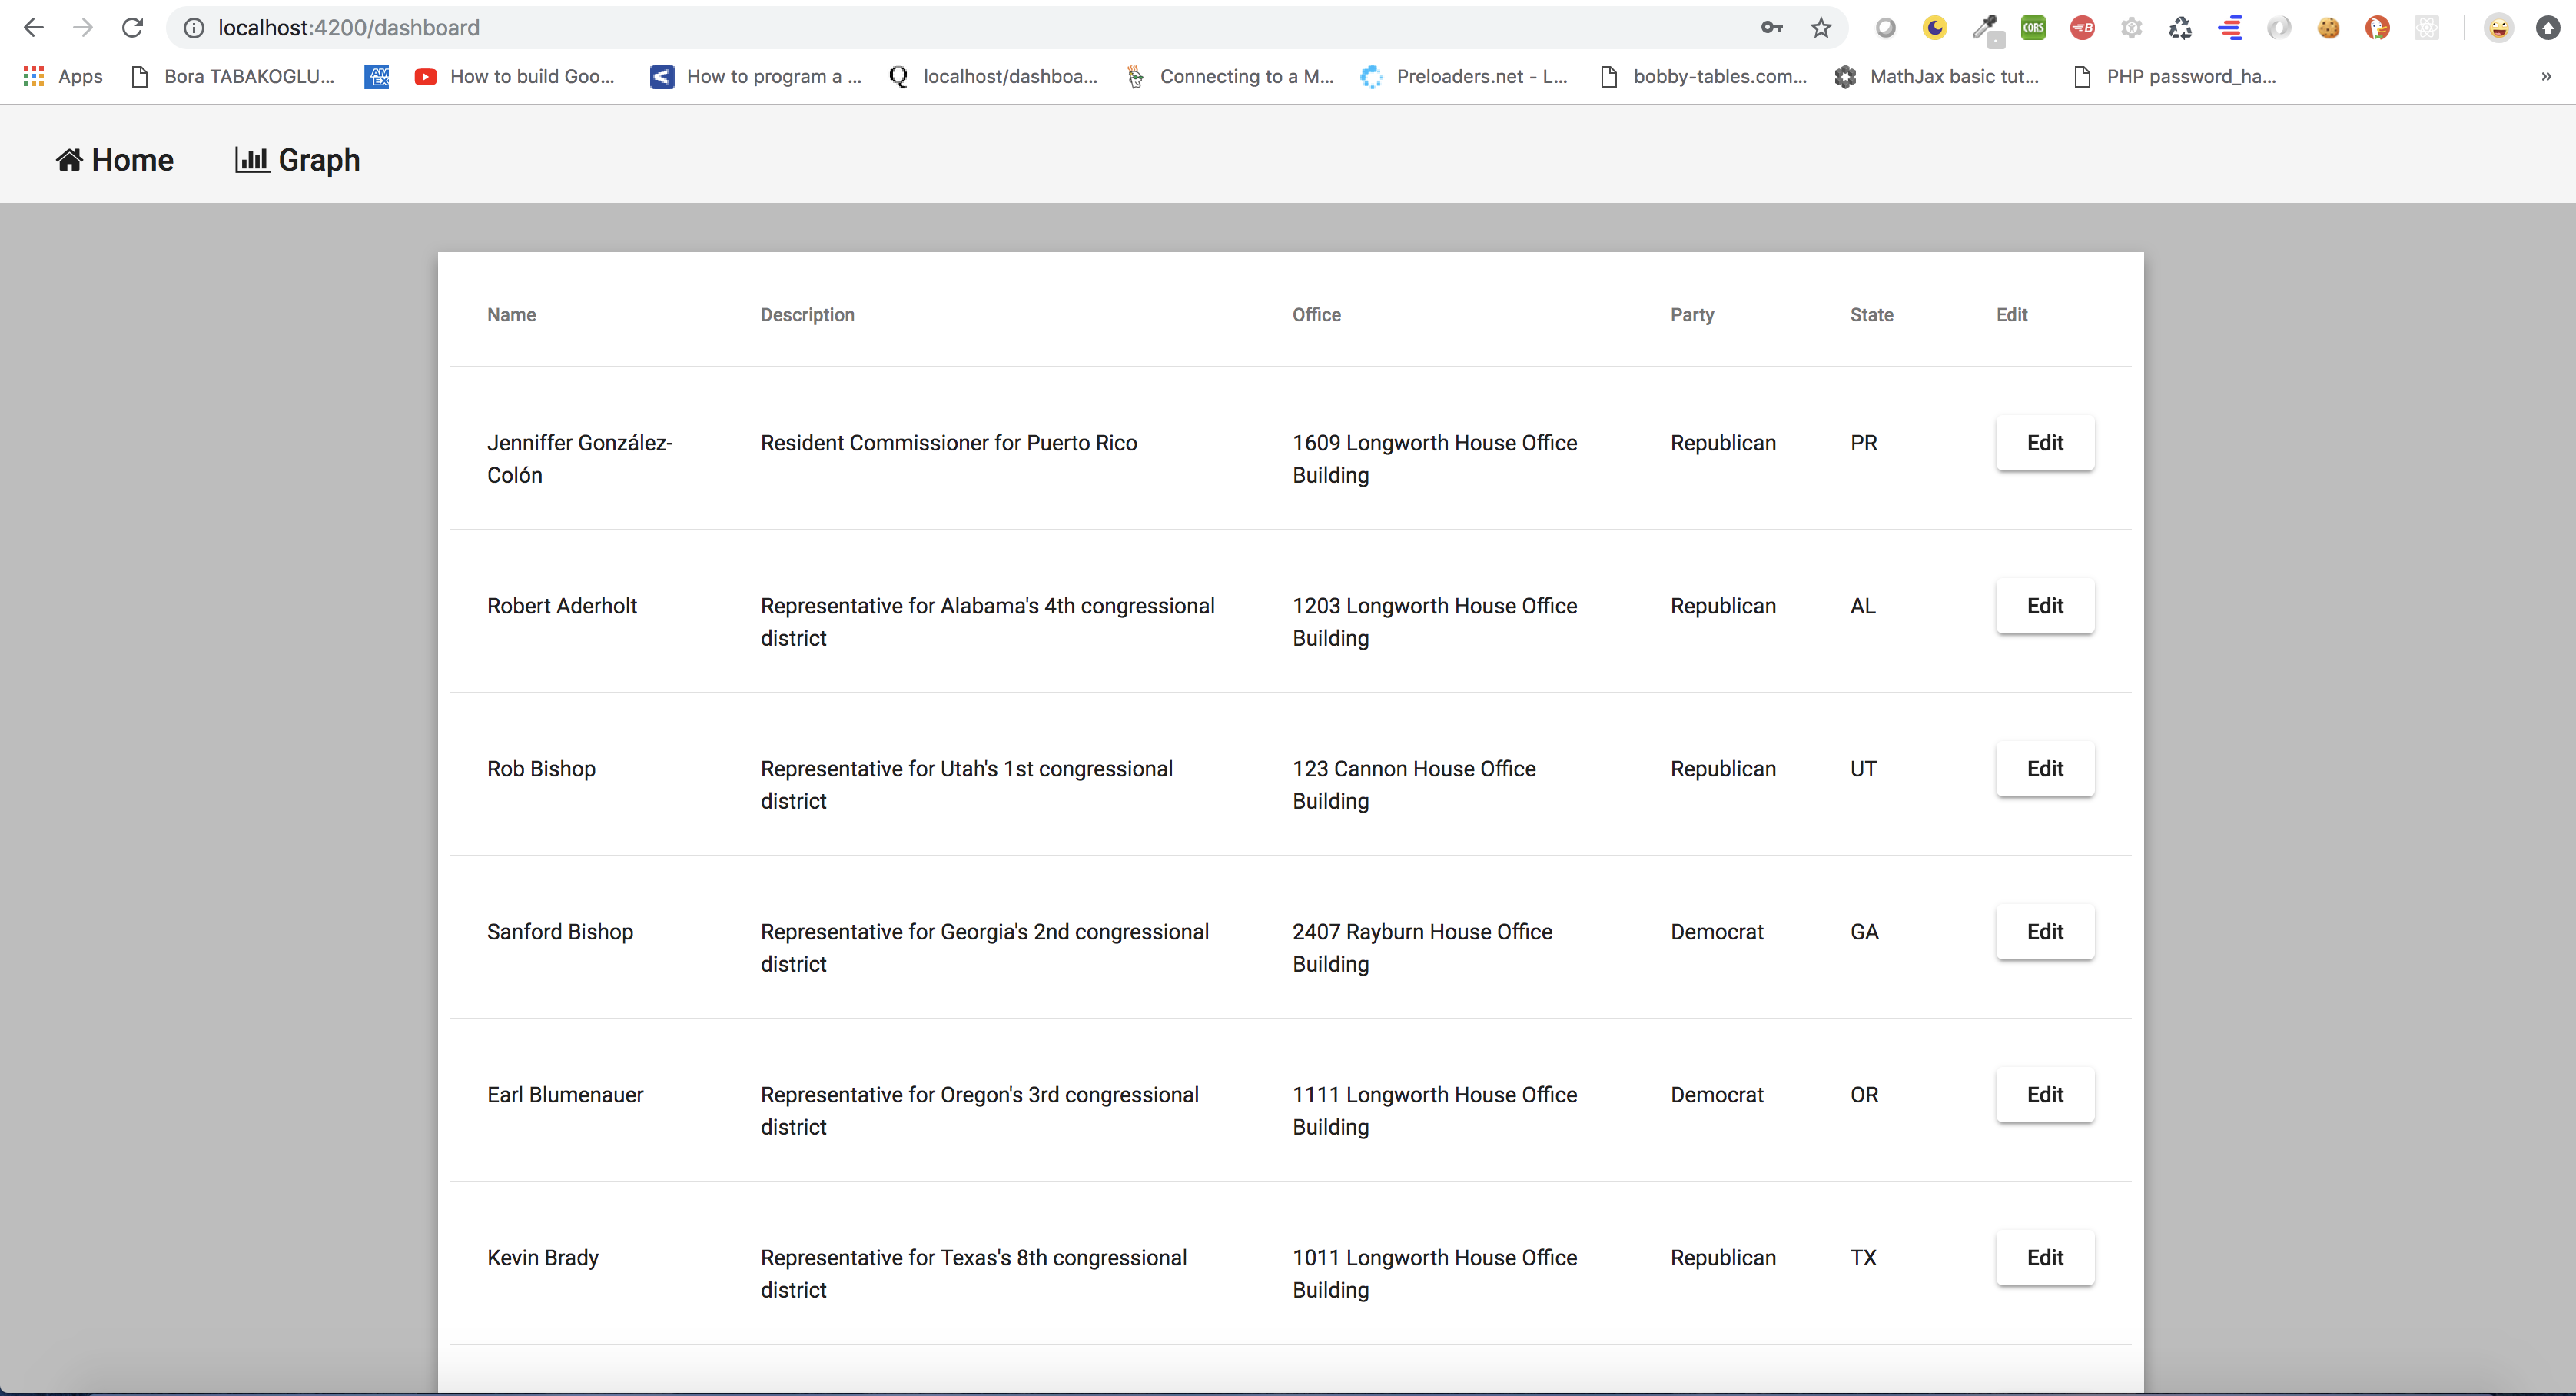 localhost:4200/dashboard
CORS
Apps
Bora TABAKOGLU...
AM EX
How to build Goo...
How to program a ...
Q
localhost/dashboa...
Connecting to a M...
Preloaders.net - L...
bobby-tables.com...
MathJax basic tut...
PHP password_ha...
»
Home
Graph
Name Description Office Party State Edit
Jenniffer González- Resident Commissioner for Puerto Rico 1609 Longworth House Office Republican PR Edit
Colón Building
Robert Aderholt Representative for Alabama's 4th congressional 1203 Longworth House Office Republican AL Edit
district Building
Rob Bishop Representative for Utah's 1st congressional 123 Cannon House Office Republican UT Edit
district Building
Sanford Bishop Representative for Georgia's 2nd congressional 2407 Rayburn House Office Democrat GA Edit
district Building
Earl Blumenauer Representative for Oregon's 3rd congressional 1111 Longworth House Office Democrat OR Edit
district Building
Kevin Brady Representative for Texas's 8th congressional 1011 Longworth House Office Republican TX Edit
district Building